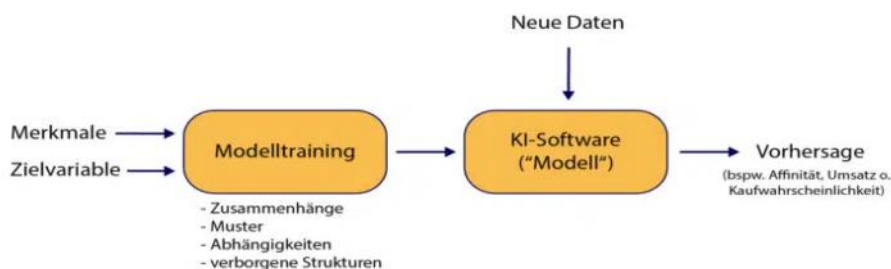 Neue Daten
Merkmale
Zielvariable
Modelltraining
KI-Software
("Modell")
Vorhersage
(bspw. Affinität, Umsatz o.
Kaufwahrscheinlichkeit)
- Zusammenhänge
- Muster
- Abhängigkeiten
- verborgene Strukturen